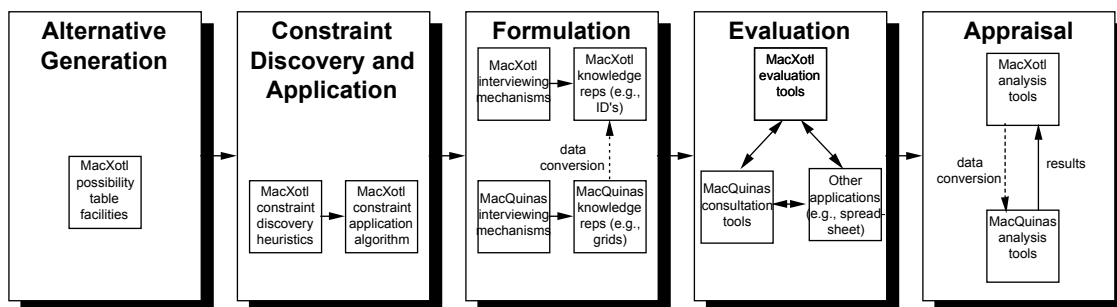 Alternative
Generation
MacXotl
possibility
table
facilities
Constraint
Discovery and
Application
MacXotl
constraint
discovery
heuristics
MacXotl
constraint
application
algorithm
Formulation
MacXotl
interviewing
mechanisms
MacXotl
knowledge
reps (e.g.,
ID's)
data
conversion
MacQuinas
interviewing
mechanisms
MacQuinas
knowledge
reps (e.g.,
grids)
Evaluation
MacXotl
evaluation
tools
MacQuinas
consultation
tools
Other
applications
(e.g., spread-
sheet)
Appraisal
MacXotl
analysis
tools
data
conversion
results
MacQuinas
analysis
tools